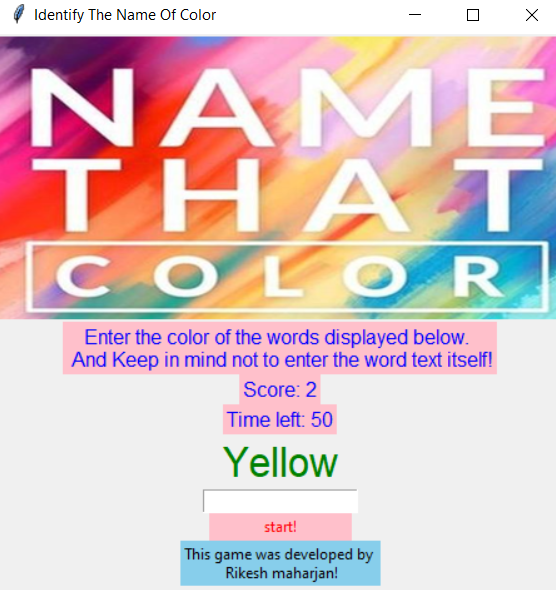 Identify The Name Of Color
NAME
THAT
COLOR
Enter the color of the words displayed below.
And Keep in mind not to enter the word text itself!
Score: 2
Time left: 50
Yellow
start!
This game was developed by
Rikesh maharjan!